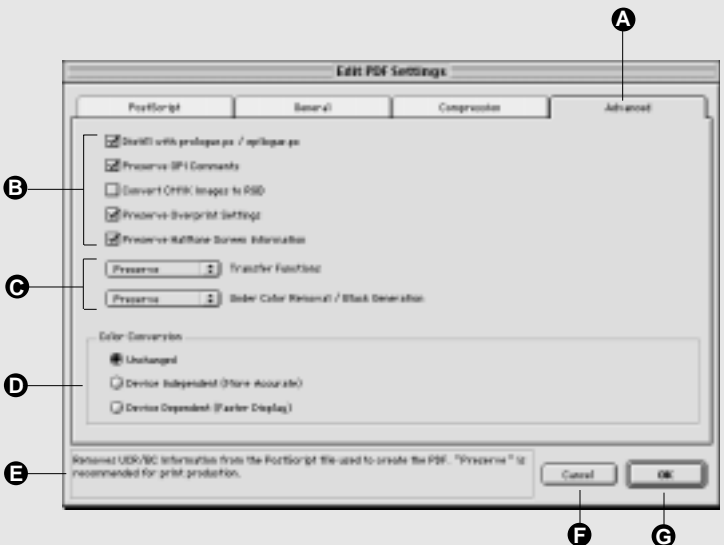 A
Edit PDF Settings
PostScript General Compression Advanced
B
Distill with prologue.ps / epilogue.ps
Preserve OPI Comments
Convert CMYK Images to RGB
Preserve Overprint Settings
Preserve Halftone Screen Information
C
Preserve Transfer Functions
Preserve Under Color Removal / Black Generation
Color Conversion
Unchanged
D
Device Independent (More Accurate)
Device Dependent (Faster Display)
E
Removes UCR/BG information from the PostScript file used to create the PDF. "Preserve" is
recommended for print production.
Cancel OK
F
G